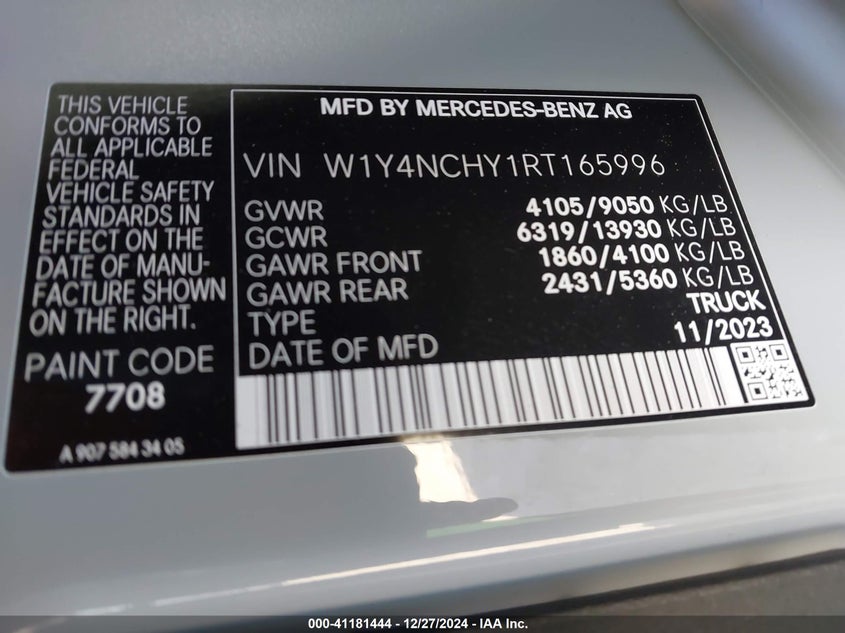 THIS VEHICLE
CONFORMS TO
ALL APPLICABLE
FEDERAL
VEHICLE SAFETY
STANDARDS IN
EFFECT ON THE
DATE OF MANU-
FACTURE SHOWN
ON THE RIGHT.
PAINT CODE
7708
A 907 584 34 05
MFD BY MERCEDES-BENZ AG
VIN W1Y4NCHY1RT165996
GVWR 4105/9050 KG/LB
GCWR 6319/13930 KG/LB
GAWR FRONT 1860/4100 KG/LB
GAWR REAR 2431/5360 KG/LB
TYPE TRUCK
DATE OF MFD 11/2023
000-41181444 – 12/27/2024 – IAA Inc.